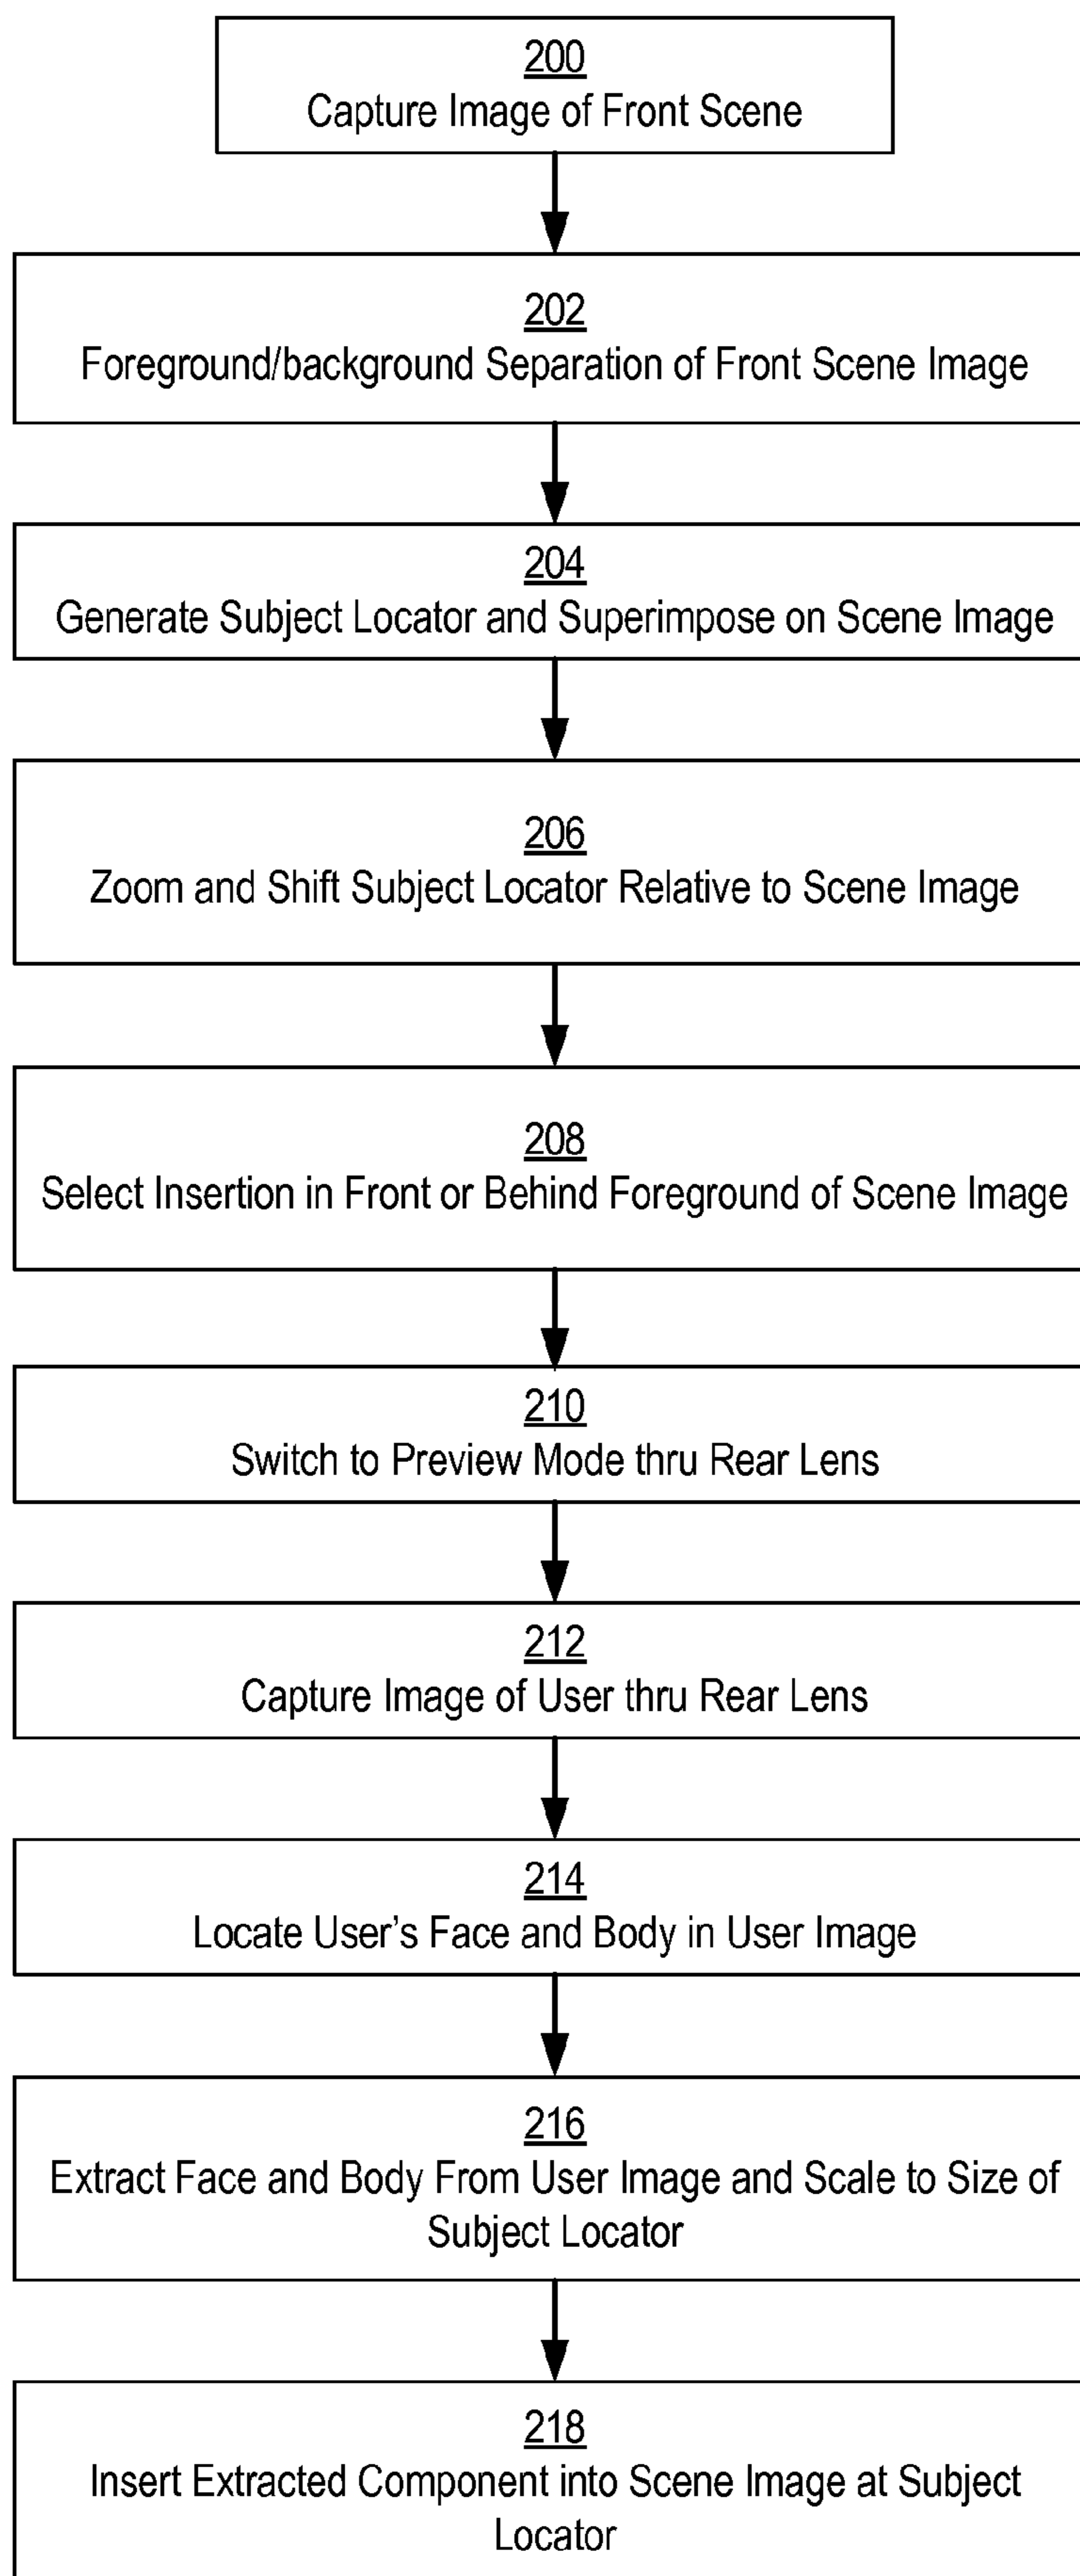 200
Capture Image of Front Scene
202
Foreground/background Separation of Front Scene Image
204
Generate Subject Locator and Superimpose on Scene Image
206
Zoom and Shift Subject Locator Relative to Scene Image
208
Select Insertion in Front or Behind Foreground of Scene Image
210
Switch to Preview Mode thru Rear Lens
212
Capture Image of User thru Rear Lens
214
Locate User's Face and Body in User Image
216
Extract Face and Body From User Image and Scale to Size of
Subject Locator
218
Insert Extracted Component into Scene Image at Subject
Locator